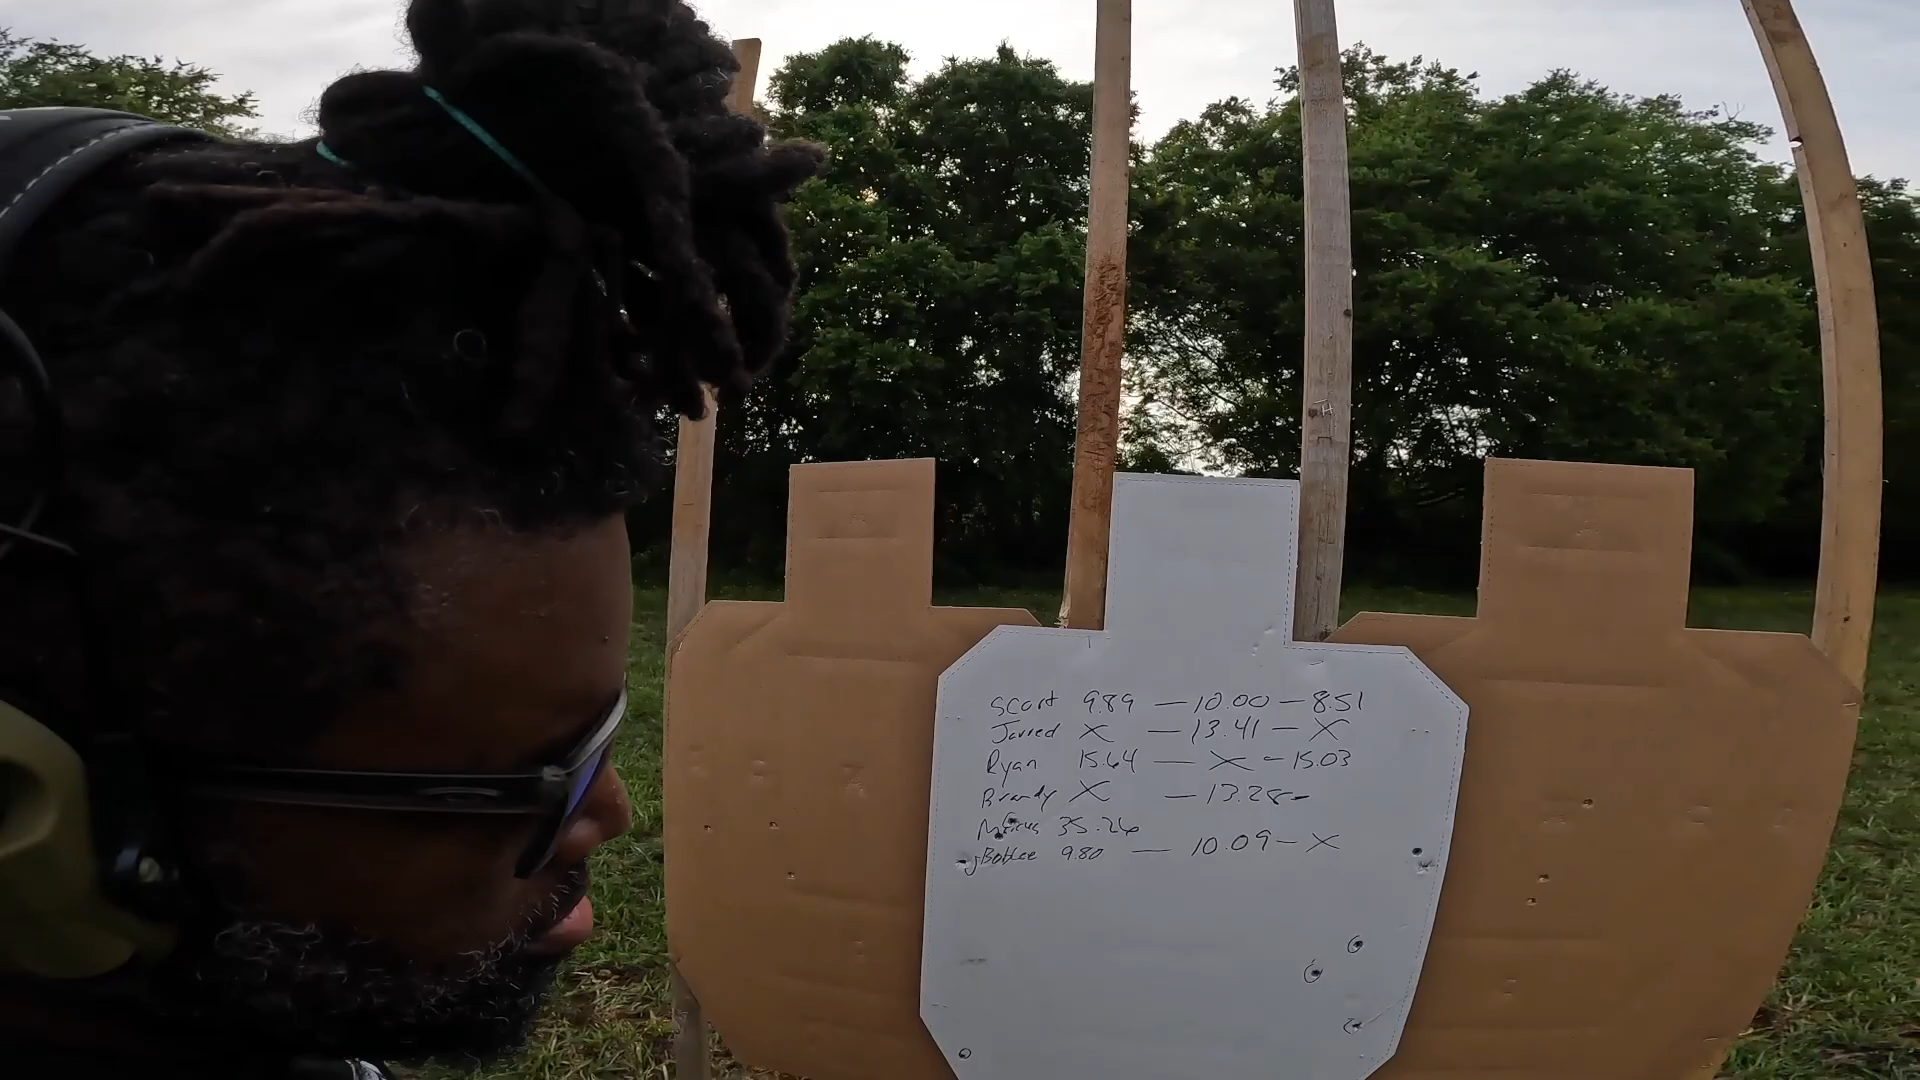 Scott 9.89 — 10.00 — 8.51
Jarred X — 13.41 — X
Ryan 15.64 — X - 15.03
Brandy X — 13.28 -
Marcus 35.26
JBoblee 9.80 — 10.09 - X